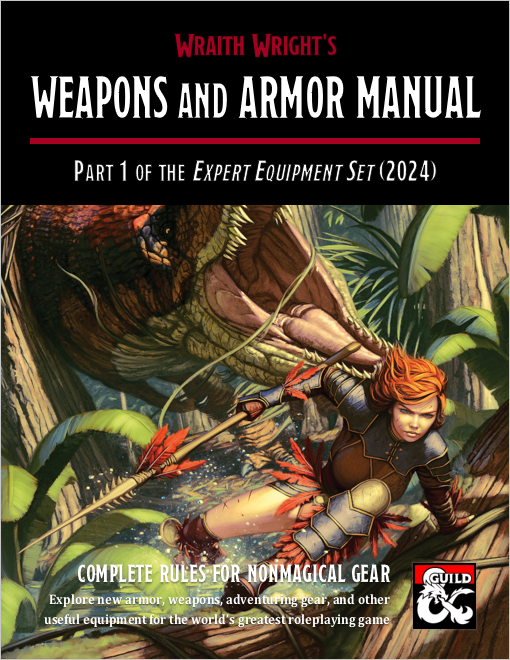 Wraith Wright's
Weapons and Armor Manual
Part 1 of the Expert Equipment Set (2024)
Complete Rules for Nonmagical Gear
Explore new armor, weapons, adventuring gear, and other
useful equipment for the world's greatest roleplaying game
GUILD